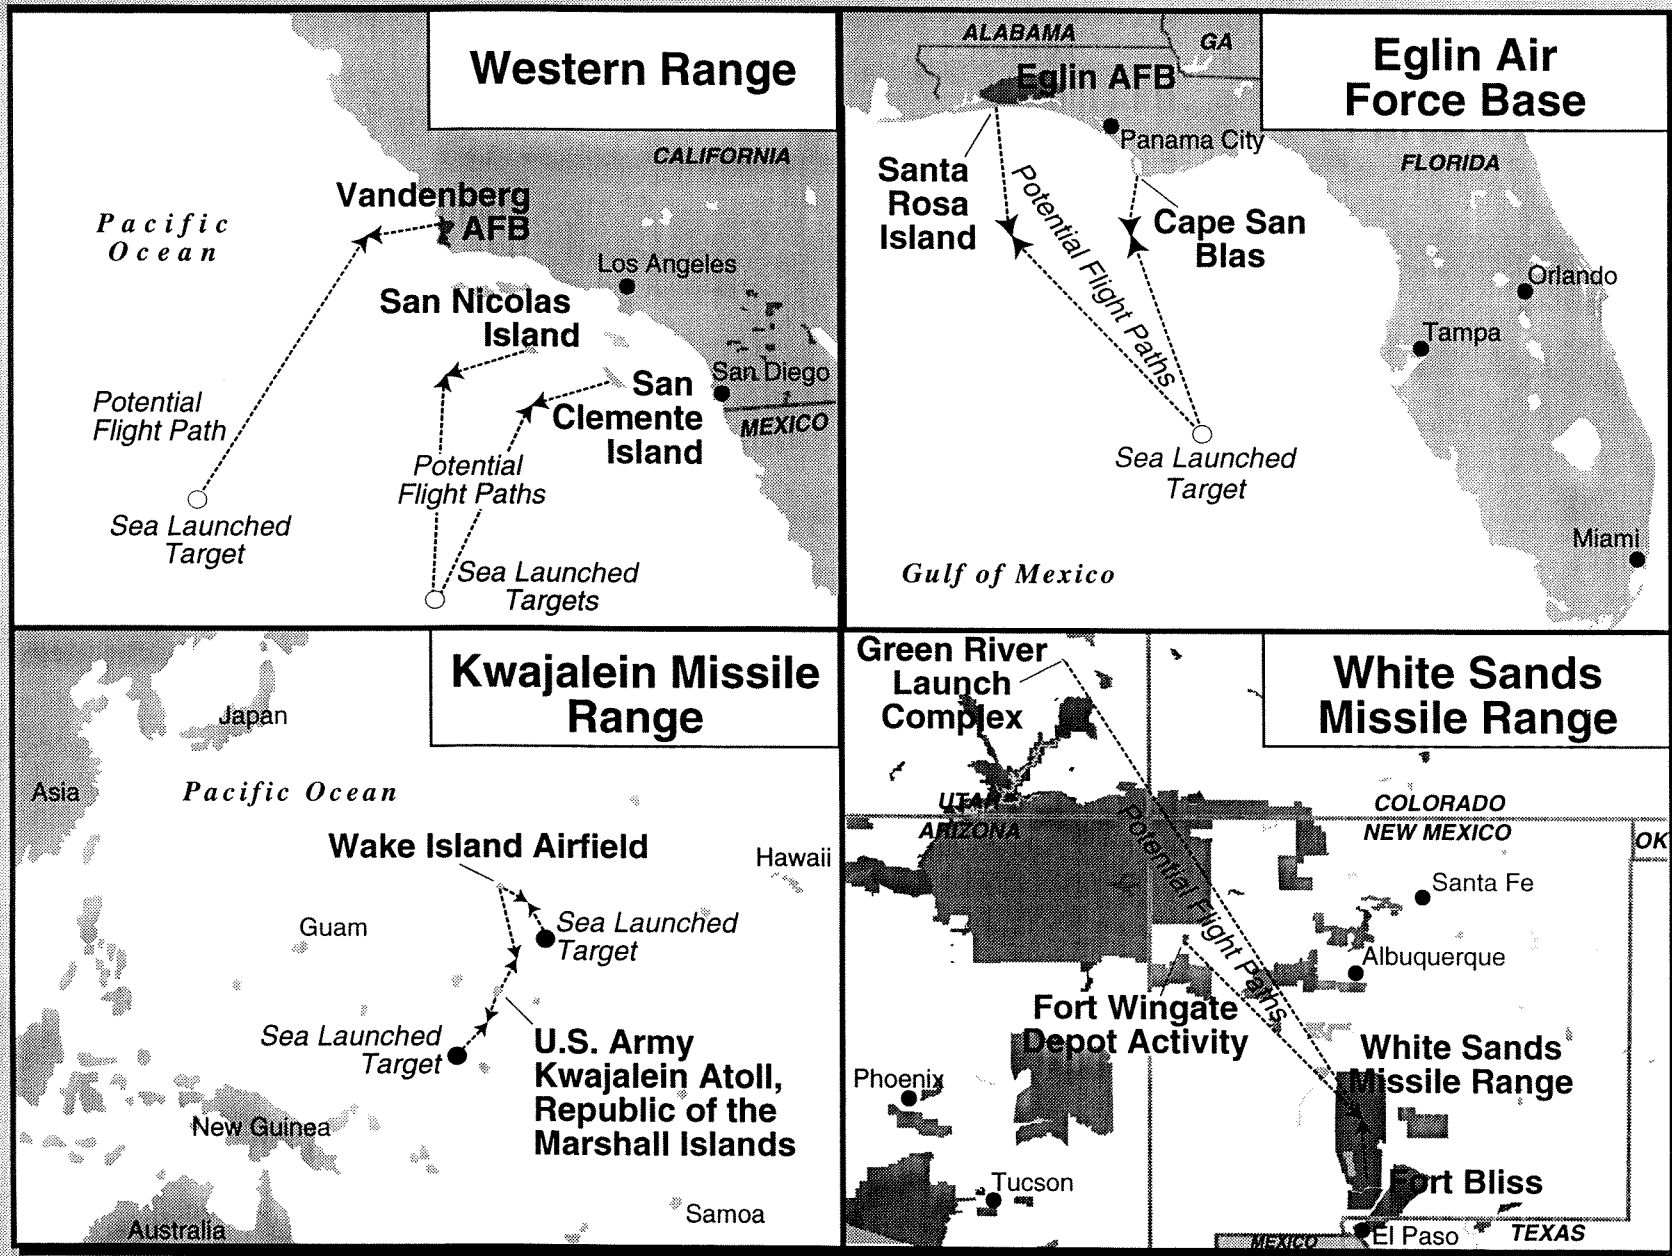 Western Range
CALIFORNIA
Vandenberg
AFB
Pacific
Ocean
Los Angeles
San Nicolas
Island
San Diego
San
Clemente
Island
MEXICO
Potential
Flight Path
Potential
Flight Paths
Sea Launched
Target
Sea Launched
Targets
Eglin Air
Force Base
ALABAMA
GA
Eglin AFB
Panama City
FLORIDA
Santa
Rosa
Island
Potential Flight Paths
Cape San
Blas
Orlando
Tampa
Sea Launched
Target
Miami
Gulf of Mexico
Kwajalein Missile
Range
Japan
Asia
Pacific Ocean
Wake Island Airfield
Hawaii
Guam
Sea Launched
Target
Sea Launched
Target
U.S. Army
Kwajalein Atoll,
Republic of the
Marshall Islands
New Guinea
Samoa
Australia
White Sands
Missile Range
Green River
Launch
Complex
UTAH
COLORADO
ARIZONA
NEW MEXICO
OK
Potential Flight Paths
Santa Fe
Albuquerque
Fort Wingate
Depot Activity
White Sands
Missile Range
Phoenix
Tucson
Fort Bliss
El Paso
TEXAS
MEXICO